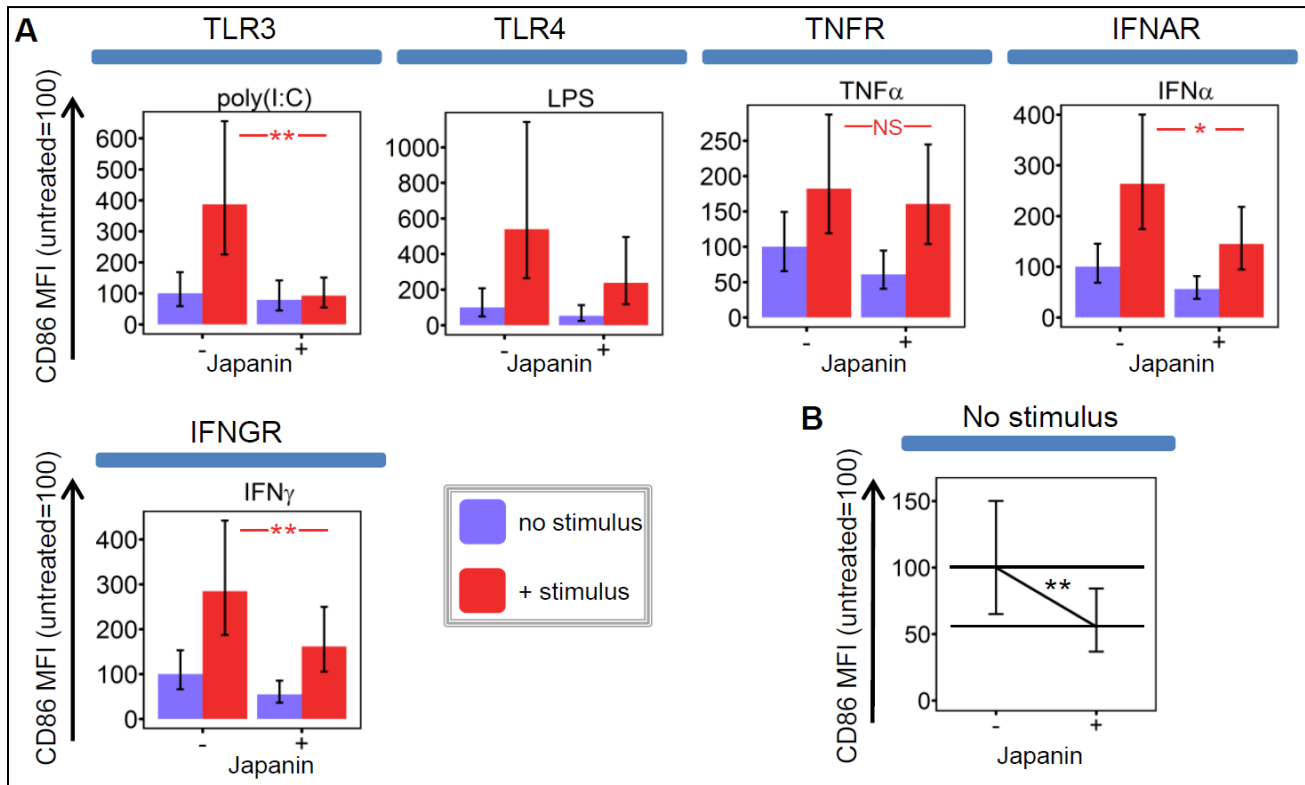 A
TLR3 TLR4 TNFR IFNAR
poly(I:C) LPS TNFα IFNα
CD86 MFI (untreated=100)
600
500
400
300
200
100
0
**
- +
Japanin
1000
800
600
400
200
0
- +
Japanin
250
200
150
100
50
0
NS
- +
Japanin
400
300
200
100
0
*
- +
Japanin
IFNGR
IFNγ
CD86 MFI (untreated=100)
400
300
200
100
0
**
- +
Japanin
no stimulus
+ stimulus
B
No stimulus
CD86 MFI (untreated=100)
150
100
50
0
**
- +
Japanin